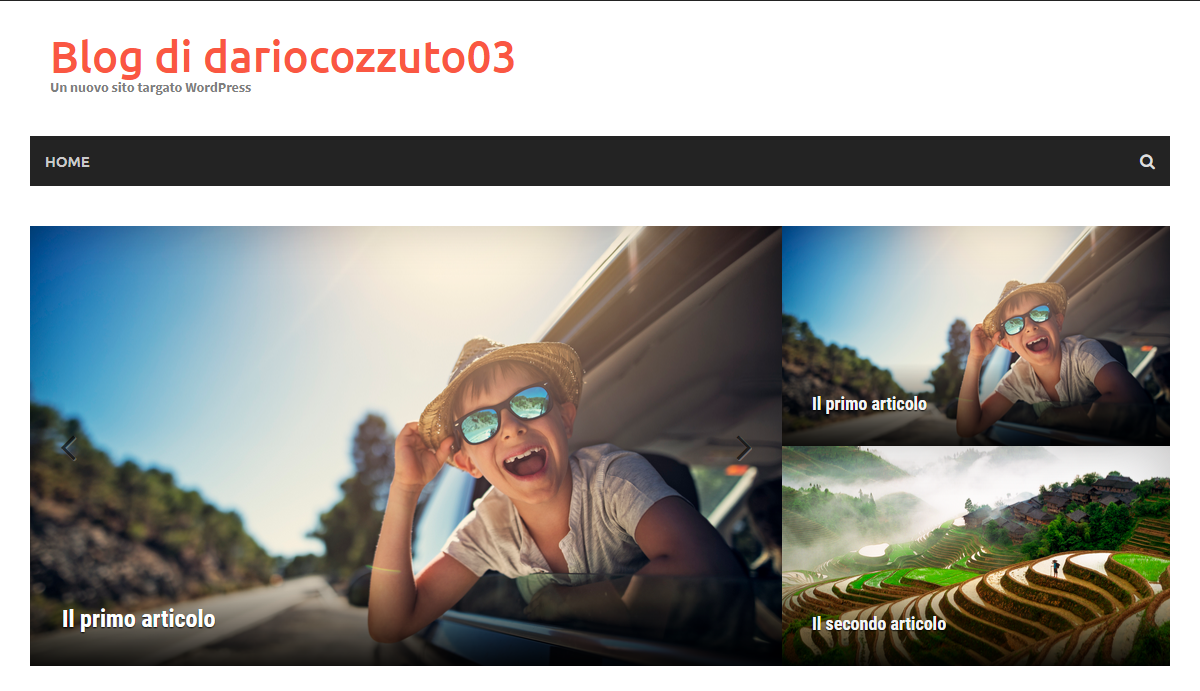 Blog di dariocozzuto03
Un nuovo sito targato WordPress
HOME
Il primo articolo
Il primo articolo
Il secondo articolo